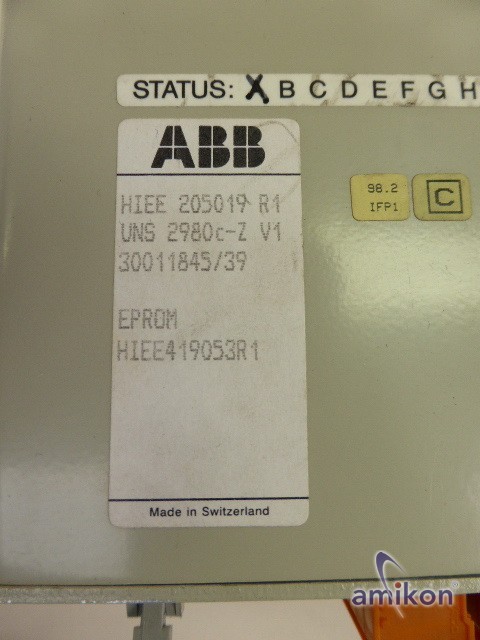 STATUS: X B C D E F G H
ABB
HIEE 205019 R1
UNS 2980c-Z V1
30011845/39
EPROM
HIEE419053R1
Made in Switzerland
98.2
IFP1
C
amikon®